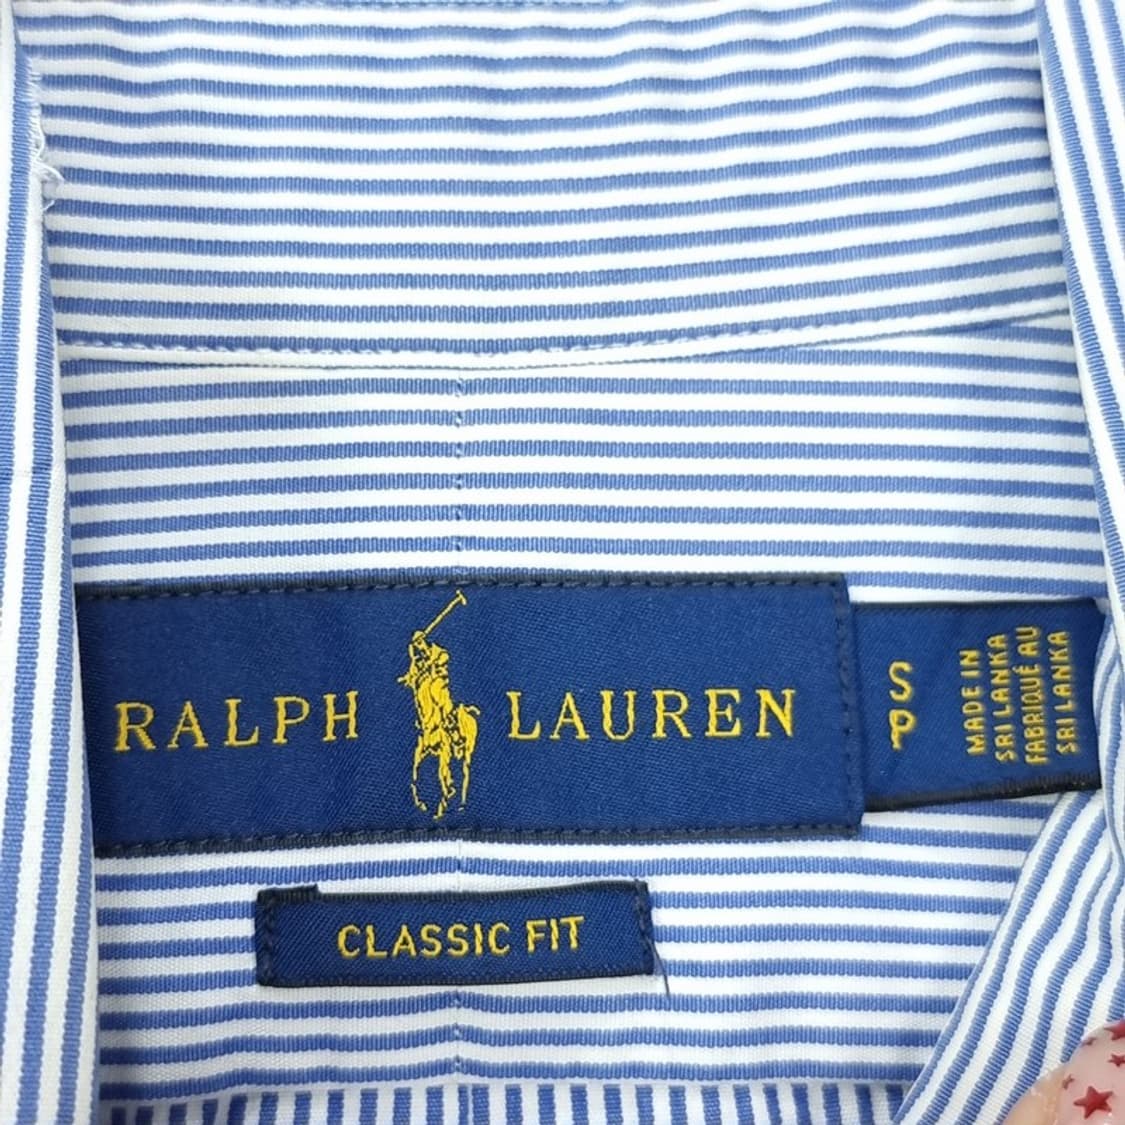 RALPH LAUREN
S
P
MADE IN
SRI LANKA
FABRIQUÉ AU
SRI LANKA
CLASSIC FIT